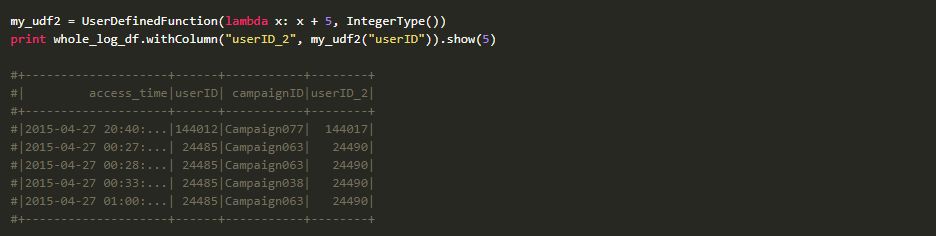 my_udf2 = UserDefinedFunction(lambda x: x + 5, IntegerType())
print whole_log_df.withColumn("userID_2", my_udf2("userID")).show(5)
#+--------------------+------+-----------+--------+
#|         access_time|userID| campaignID|userID_2|
#+--------------------+------+-----------+--------+
#|2015-04-27 20:40:...|144012|Campaign077|  144017|
#|2015-04-27 00:27:...| 24485|Campaign063|   24490|
#|2015-04-27 00:28:...| 24485|Campaign063|   24490|
#|2015-04-27 00:33:...| 24485|Campaign038|   24490|
#|2015-04-27 01:00:...| 24485|Campaign063|   24490|
#+--------------------+------+-----------+--------+